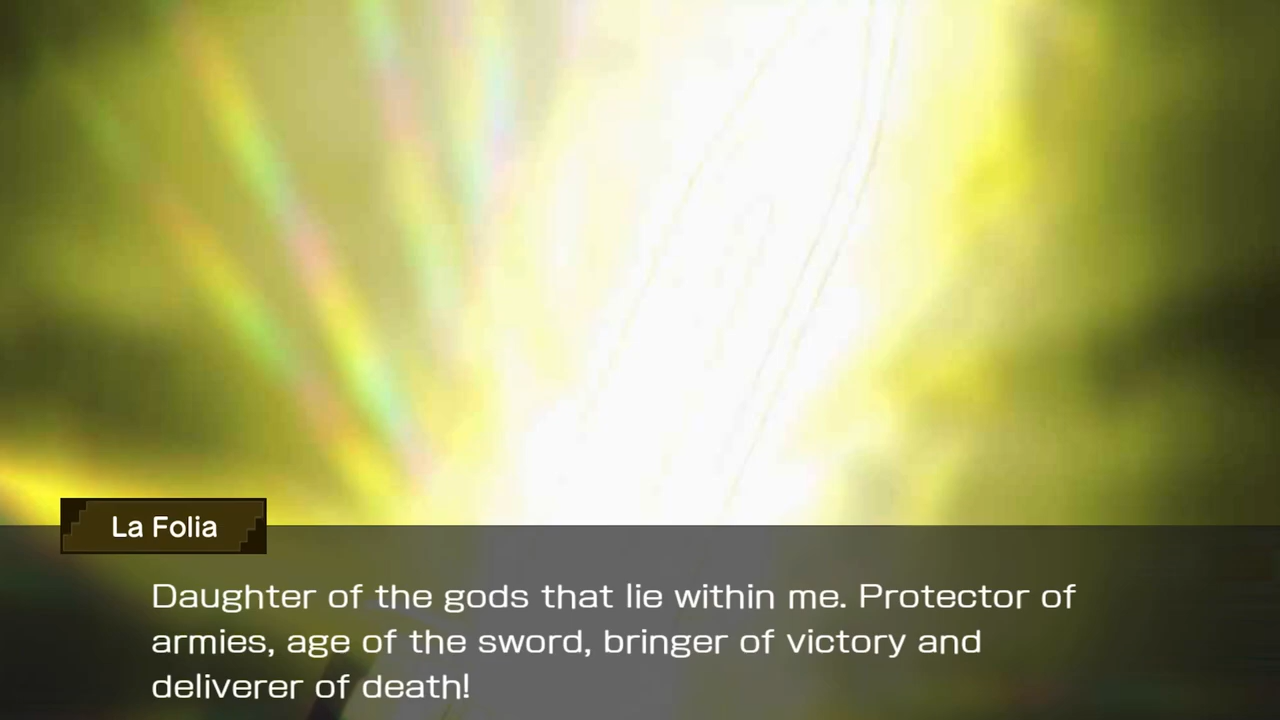 La Folia
Daughter of the gods that lie within me. Protector of
armies, age of the sword, bringer of victory and
deliverer of death!